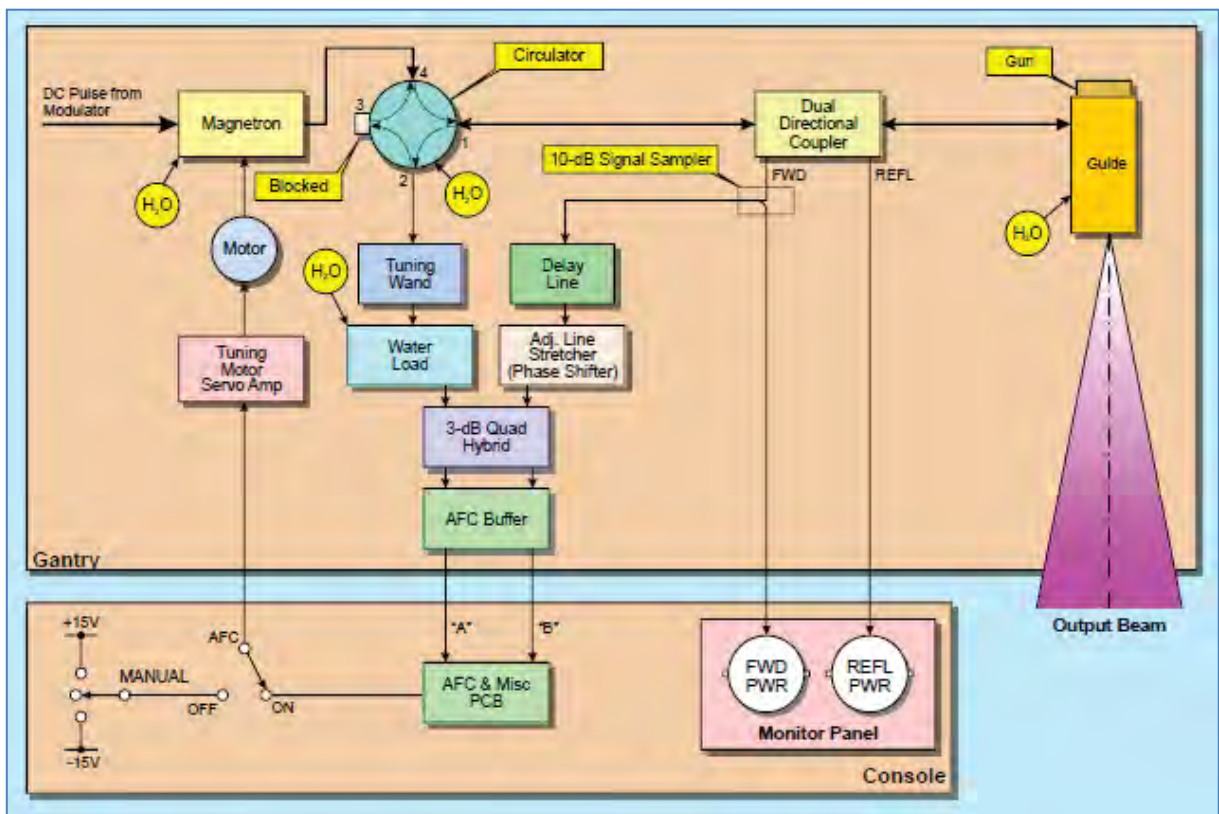 Circulator
Gun
4
DC Pulse from
Modulator
Magnetron
3
1
Dual
Directional
Coupler
10-dB Signal Sampler
FWD
REFL
Guide
Blocked
2
H₂O
H₂O
H₂O
H₂O
Motor
Tuning
Wand
Delay
Line
Tuning
Motor
Servo Amp
Water
Load
Adj. Line
Stretcher
(Phase Shifter)
3-dB Quad
Hybrid
AFC Buffer
Gantry
Output Beam
+15V
AFC
"A"
"B"
MANUAL
OFF
ON
AFC & Misc
PCB
FWD
PWR
REFL
PWR
Monitor Panel
-15V
Console